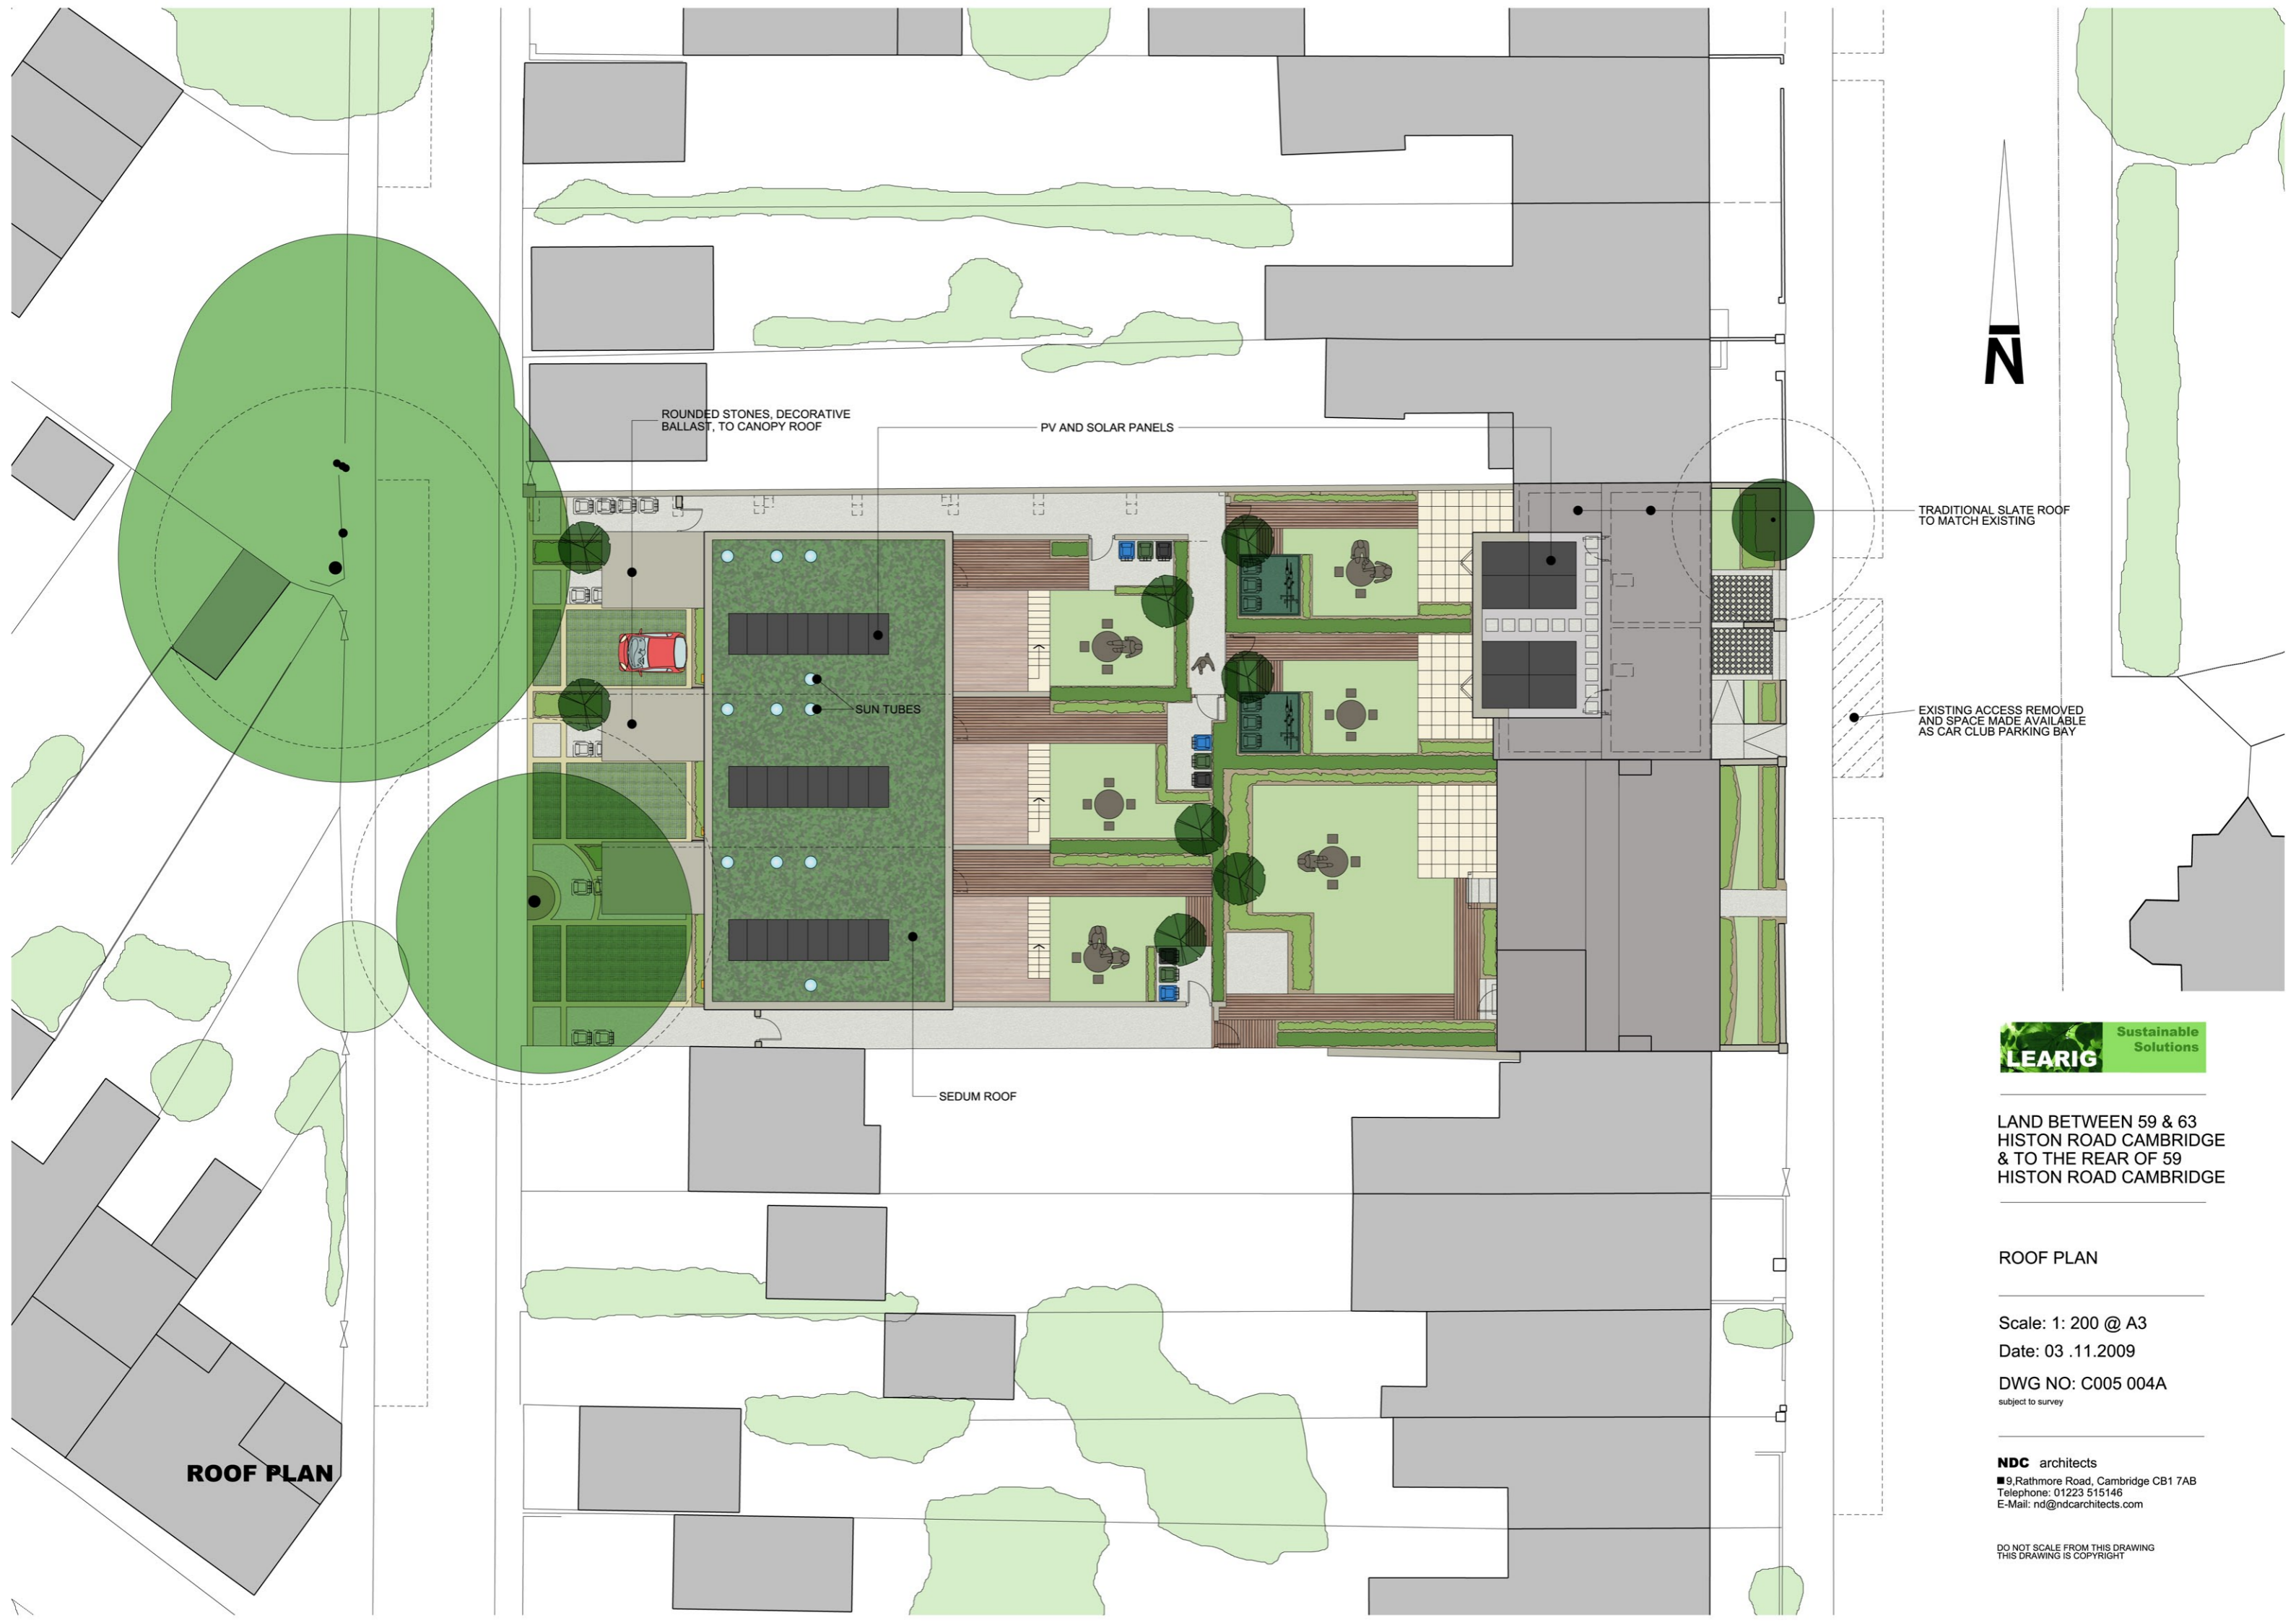 ROUNDED STONES, DECORATIVE
BALLAST, TO CANOPY ROOF
PV AND SOLAR PANELS
N
TRADITIONAL SLATE ROOF
TO MATCH EXISTING
SUN TUBES
EXISTING ACCESS REMOVED
AND SPACE MADE AVAILABLE
AS CAR CLUB PARKING BAY
SEDUM ROOF
LEARIG
Sustainable
Solutions
LAND BETWEEN 59 & 63
HISTON ROAD CAMBRIDGE
& TO THE REAR OF 59
HISTON ROAD CAMBRIDGE
ROOF PLAN
Scale: 1: 200 @ A3
Date: 03 .11.2009
DWG NO: C005 004A
subject to survey
ROOF PLAN
NDC architects
9,Rathmore Road, Cambridge CB1 7AB
Telephone: 01223 515146
E-Mail: nd@ndcarchitects.com
DO NOT SCALE FROM THIS DRAWING
THIS DRAWING IS COPYRIGHT